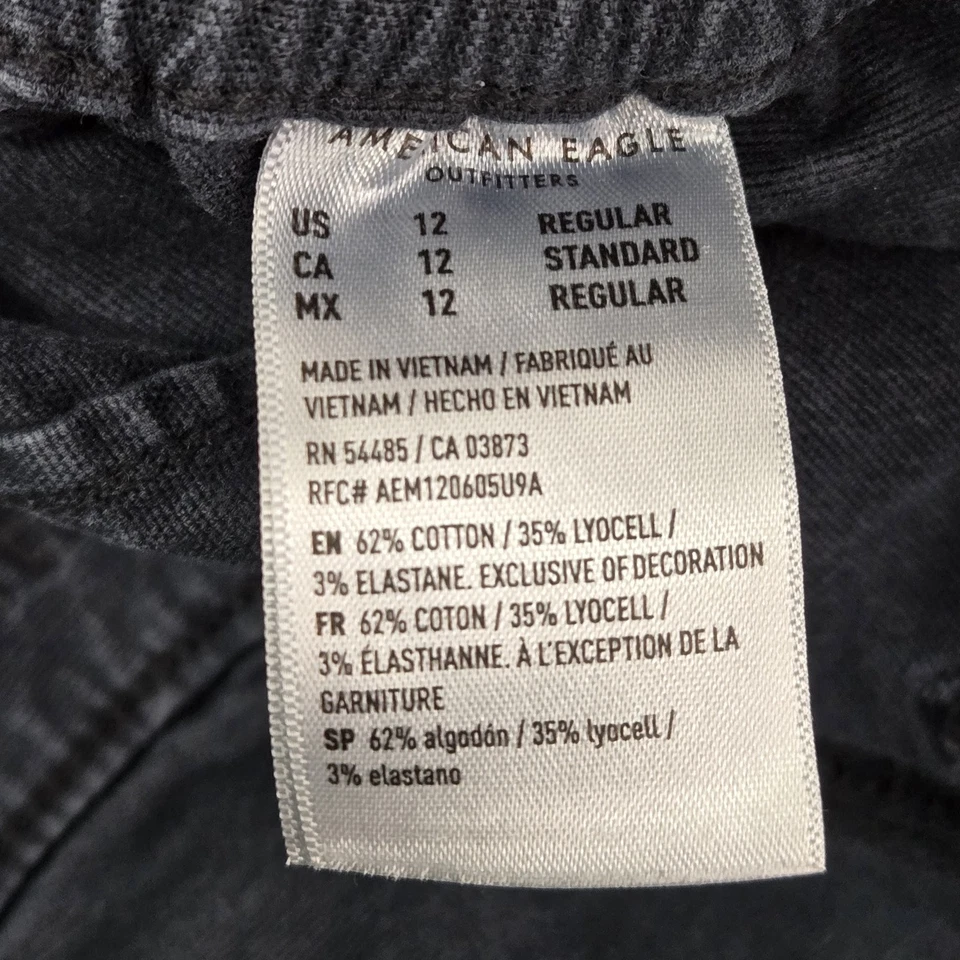 AMERICAN EAGLE
OUTFITTERS
US 12 REGULAR
CA 12 STANDARD
MX 12 REGULAR
MADE IN VIETNAM / FABRIQUÉ AU
VIETNAM / HECHO EN VIETNAM
RN 54485 / CA 03873
RFC# AEM120605U9A
EN 62% COTTON / 35% LYOCELL /
3% ELASTANE. EXCLUSIVE OF DECORATION
FR 62% COTON / 35% LYOCELL /
3% ÉLASTHANNE. À L'EXCEPTION DE LA
GARNITURE
SP 62% algodón / 35% lyocell /
3% elastano